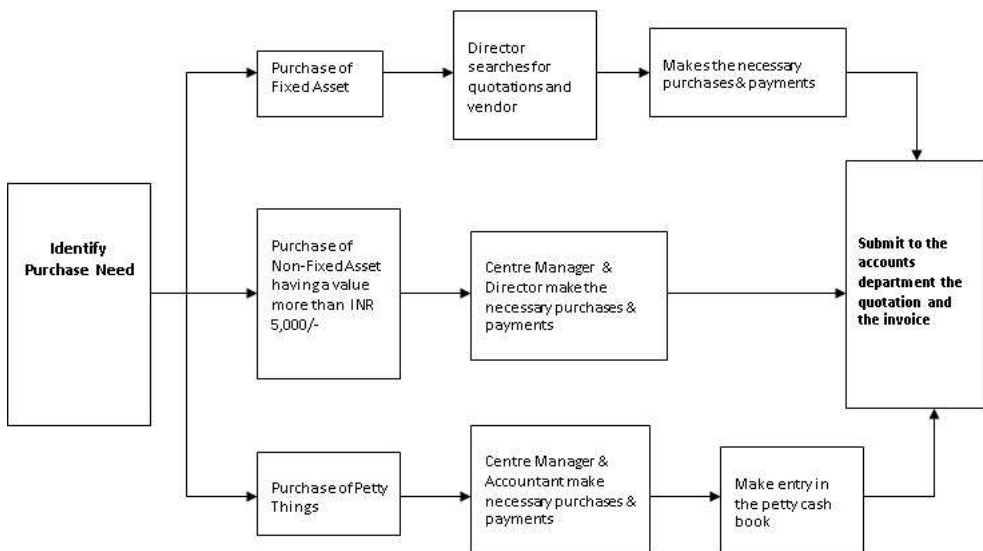 Identify
Purchase Need
Purchase of
Fixed Asset
Director
searches for
quotations and
vendor
Makes the necessary
purchases & payments
Purchase of
Non-Fixed Asset
having a value
more than INR
5,000/-
Centre Manager &
Director make the
necessary purchases &
payments
Purchase of Petty
Things
Centre Manager &
Accountant make
necessary purchases &
payments
Make entry in
the petty cash
book
Submit to the
accounts
department the
quotation and
the invoice